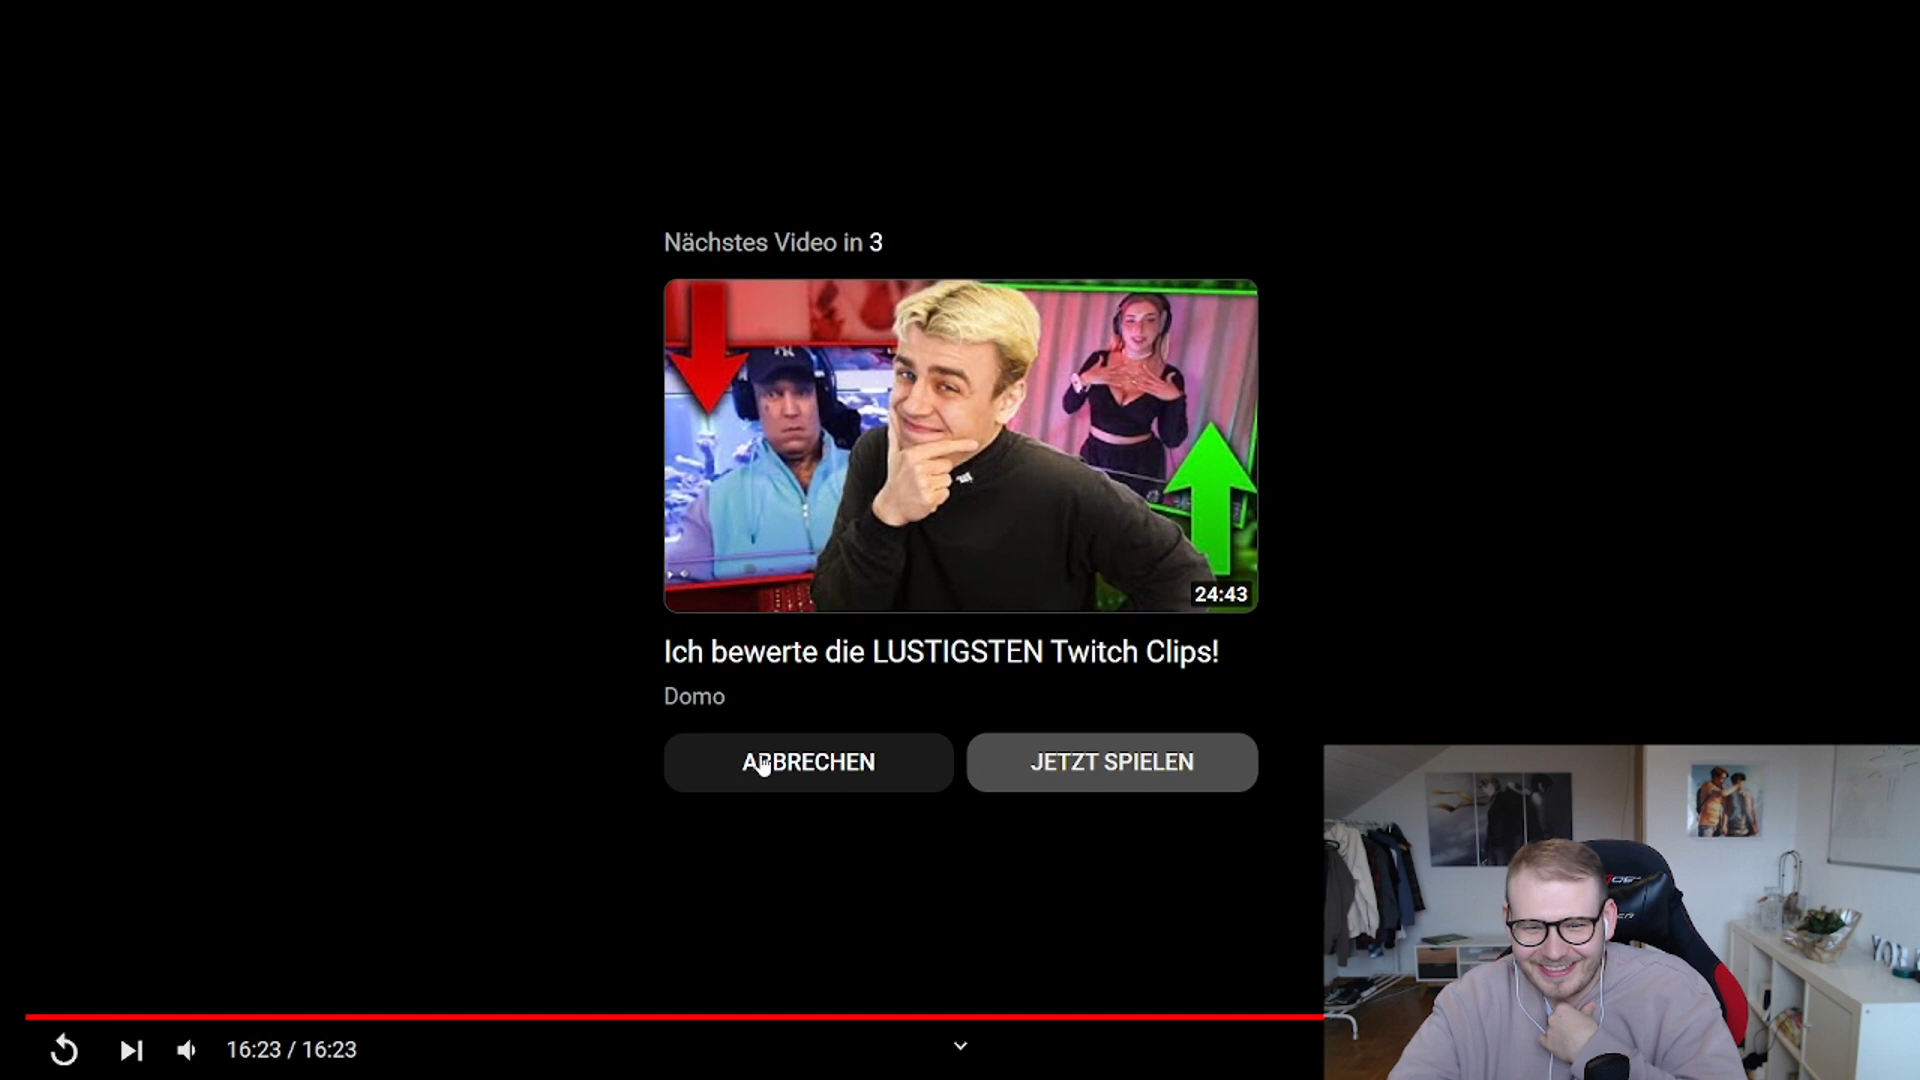 Nächstes Video in 3
24:43
Ich bewerte die LUSTIGSTEN Twitch Clips!
Domo
ABBRECHEN
JETZT SPIELEN
16:23 / 16:23